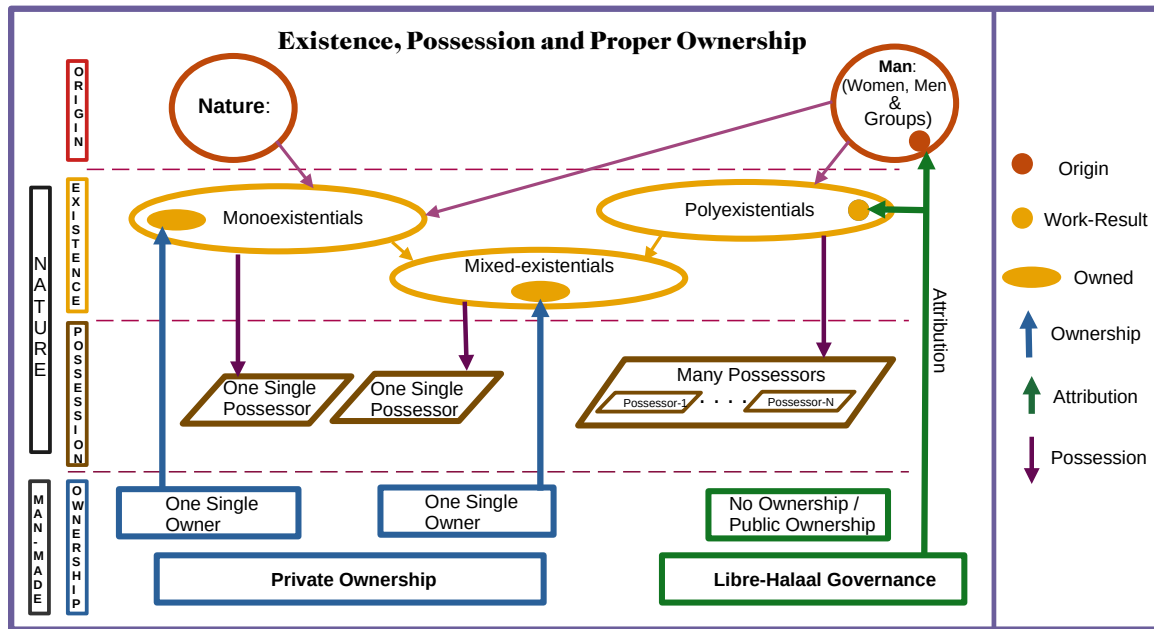 Existence, Possession and Proper Ownership
ORIGIN
Nature:
Man:
(Women, Men
&
Groups)
NATURE
EXISTENCE
Monoexistentials
Polyexistentials
Mixed-existentials
POSSESSION
One Single
Possessor
One Single
Possessor
Many Possessors
Possessor-1
. . . .
Possessor-N
Attribution
MAN-MADE
OWNERSHIP
One Single
Owner
One Single
Owner
No Ownership /
Public Ownership
Private Ownership
Libre-Halaal Governance
Origin
Work-Result
Owned
Ownership
Attribution
Possession